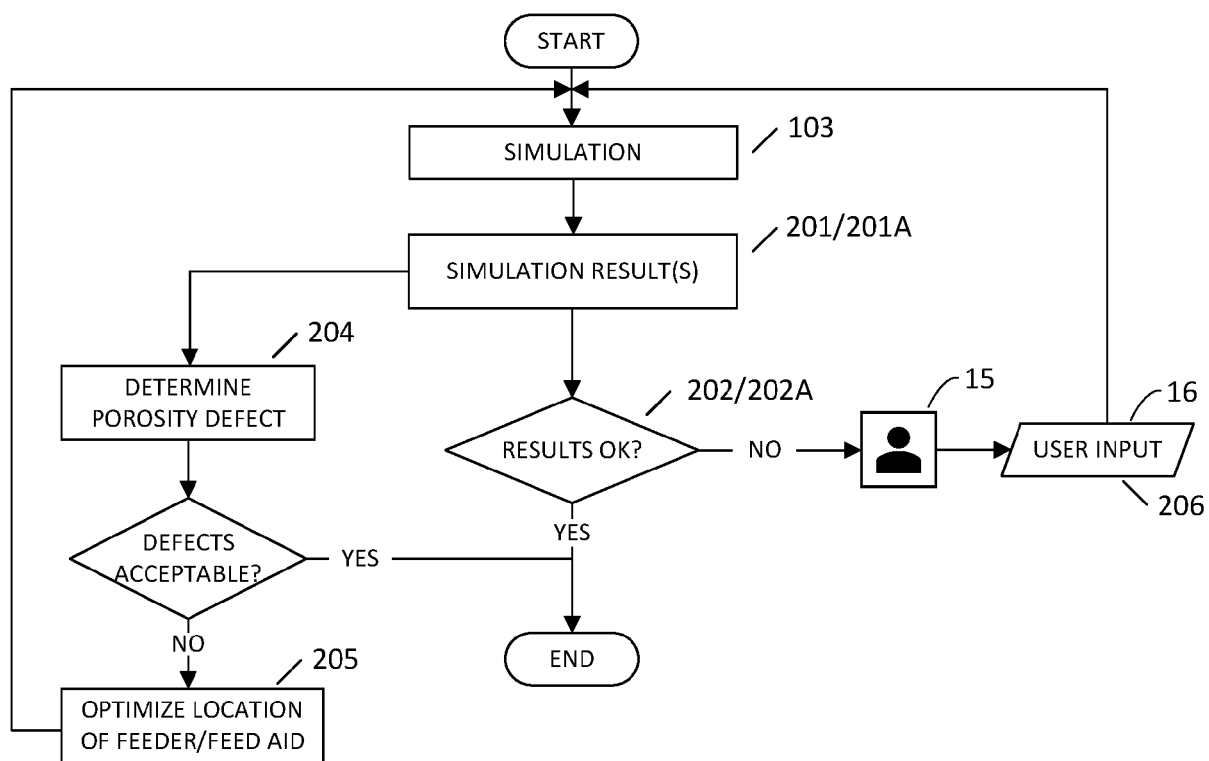 START
103
SIMULATION
201/201A
SIMULATION RESULT(S)
204
DETERMINE
POROSITY DEFECT
202/202A
RESULTS OK?
NO
15
16
USER INPUT
206
YES
DEFECTS
ACCEPTABLE?
YES
NO
END
205
OPTIMIZE LOCATION
OF FEEDER/FEED AID